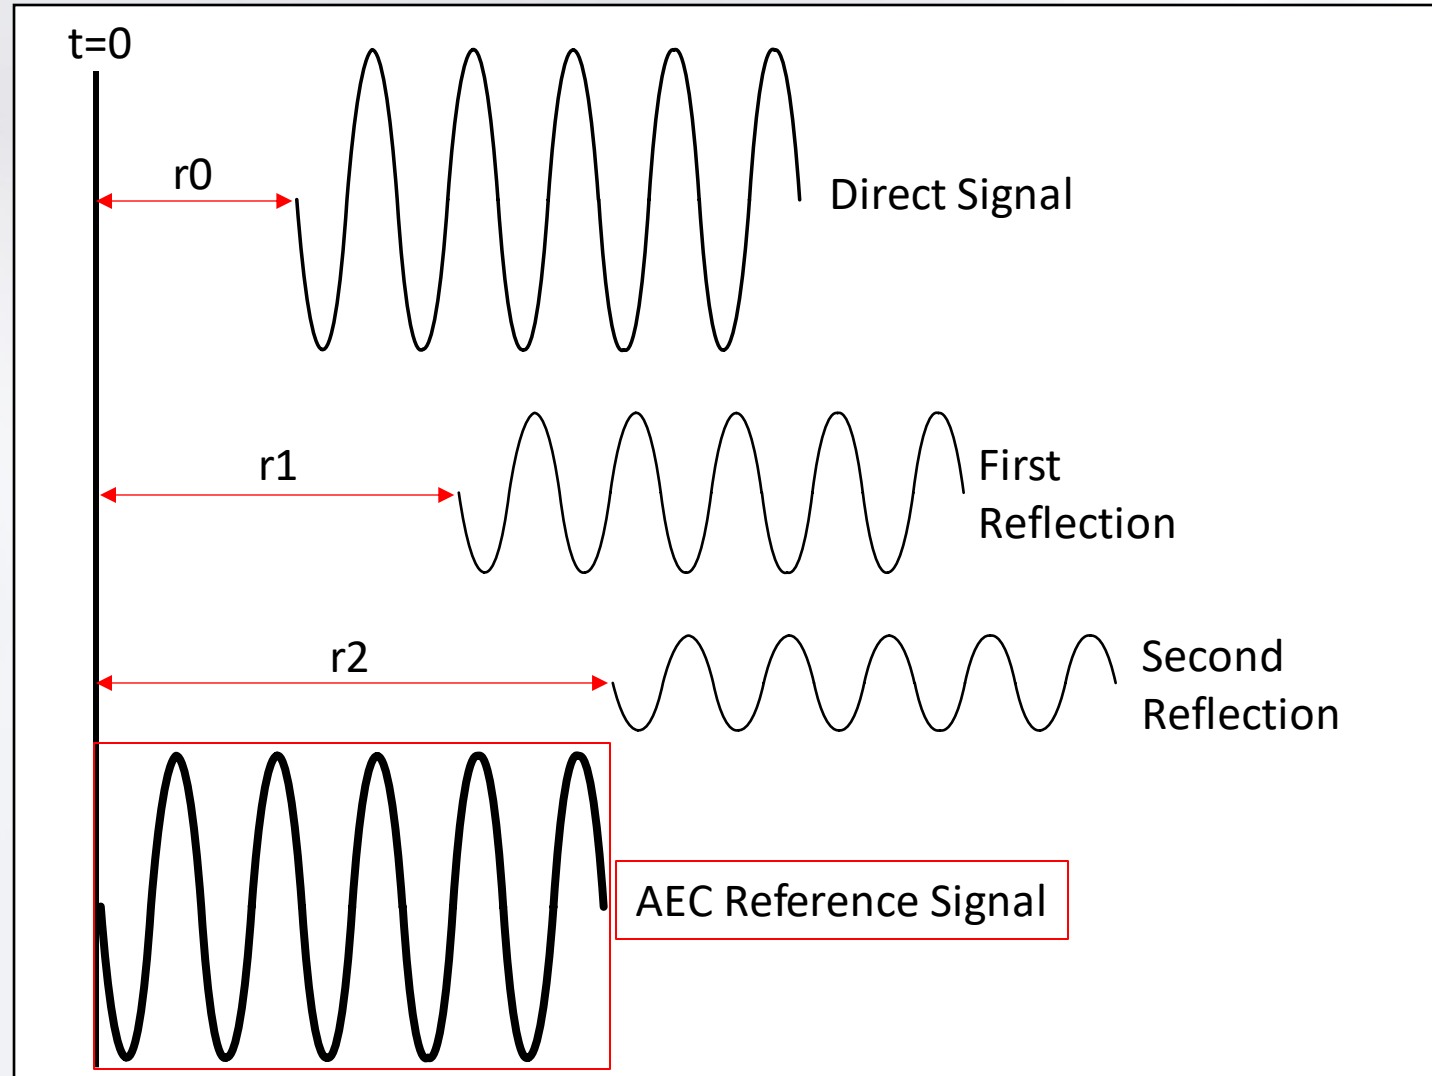 t=0
r0
Direct Signal
r1
First
Reflection
r2
Second
Reflection
AEC Reference Signal